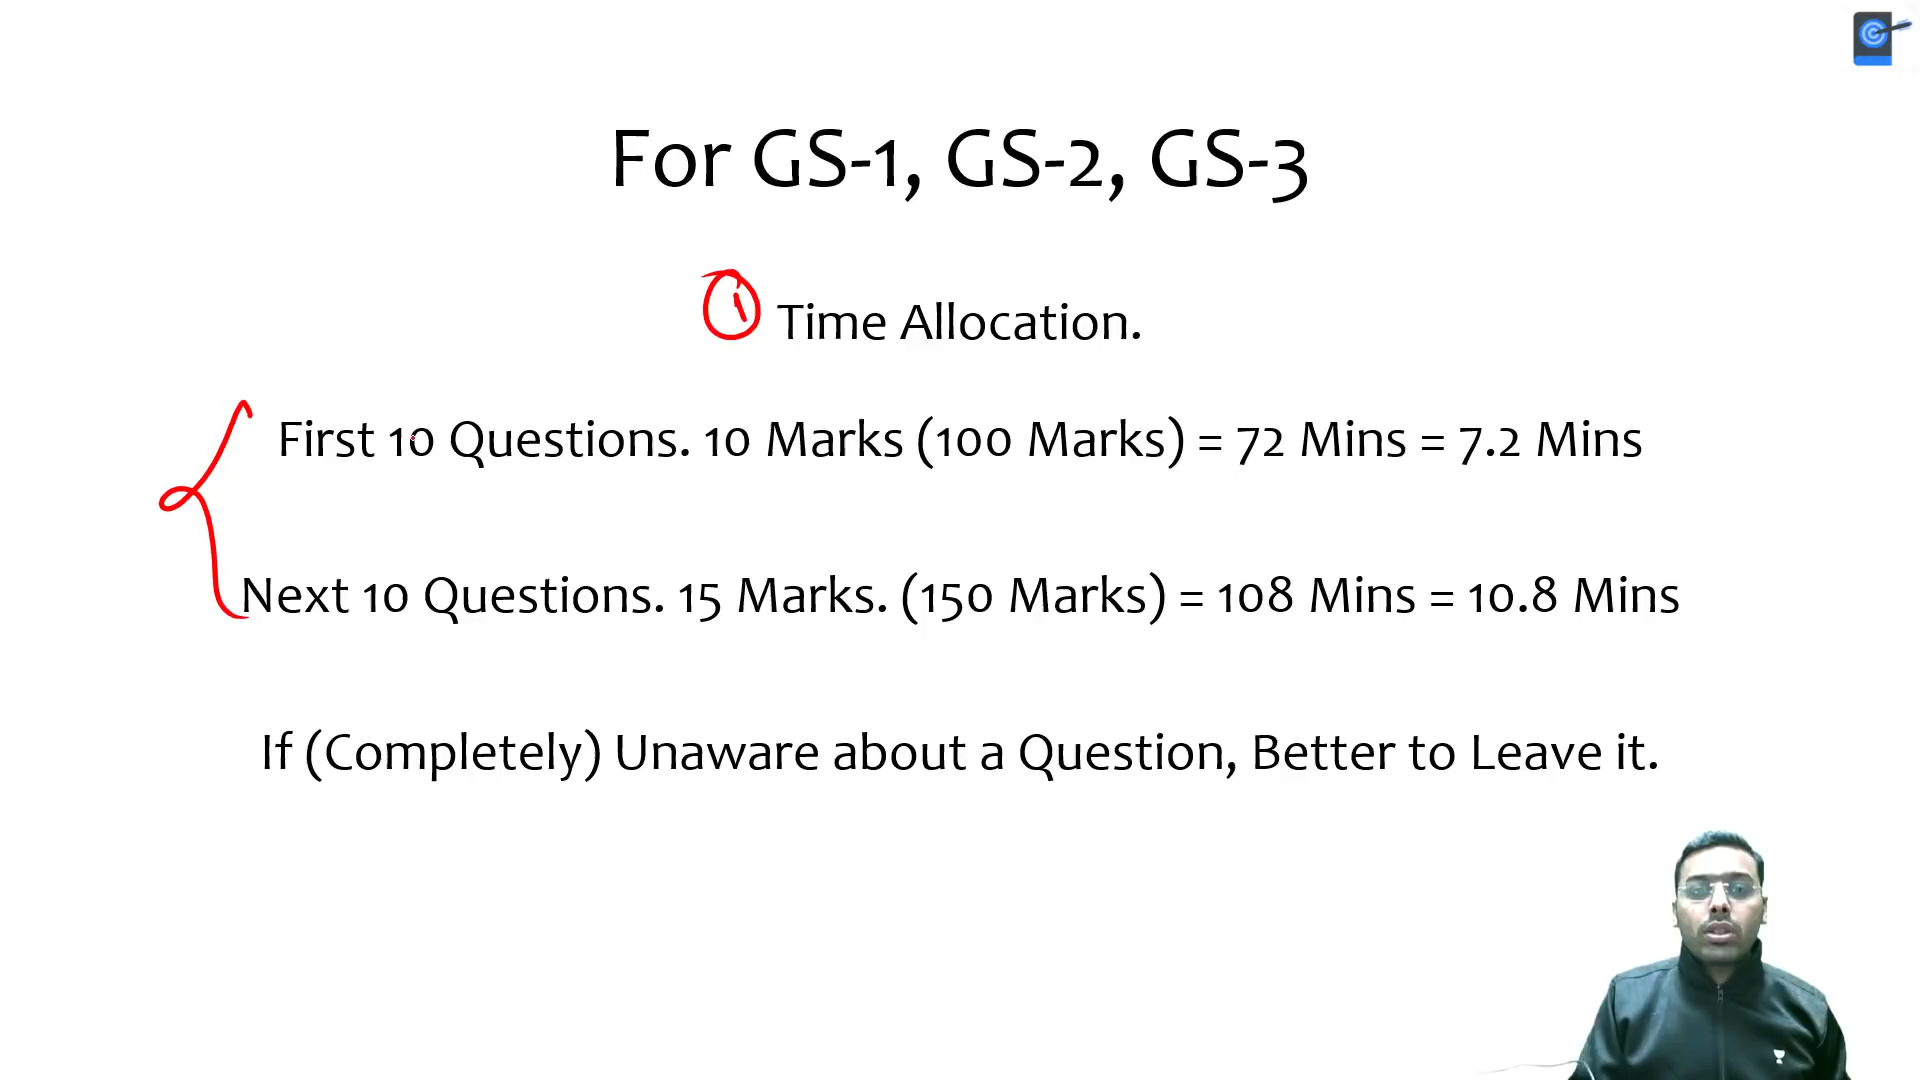 For GS-1, GS-2, GS-3
1 Time Allocation.
First 10 Questions. 10 Marks (100 Marks) = 72 Mins = 7.2 Mins
Next 10 Questions. 15 Marks. (150 Marks) = 108 Mins = 10.8 Mins
If (Completely) Unaware about a Question, Better to Leave it.